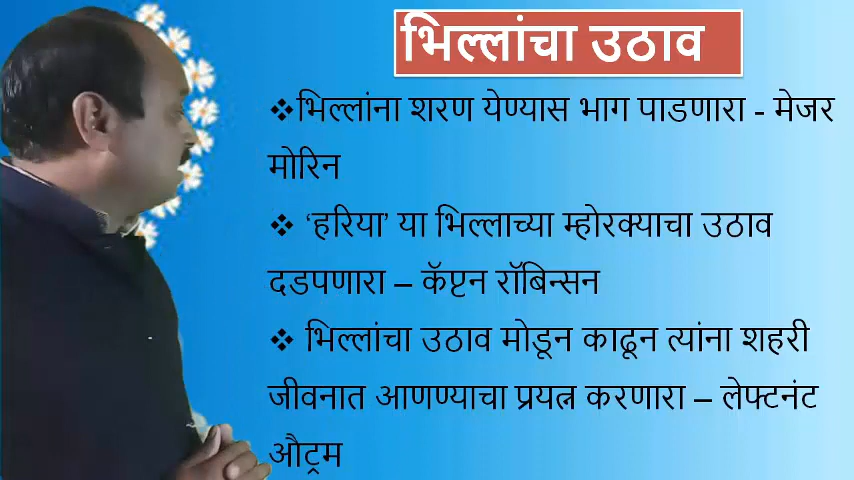 भिल्लांचा उठाव
❖भिल्लांना शरण येण्यास भाग पाडणारा - मेजर
मोरिन
❖ ‘हरिया’ या भिल्लाच्या म्होरक्याचा उठाव
दडपणारा – कॅप्टन रॉबिन्सन
❖ भिल्लांचा उठाव मोडून काढून त्यांना शहरी
जीवनात आणण्याचा प्रयत्न करणारा – लेफ्टनंट
औट्रम